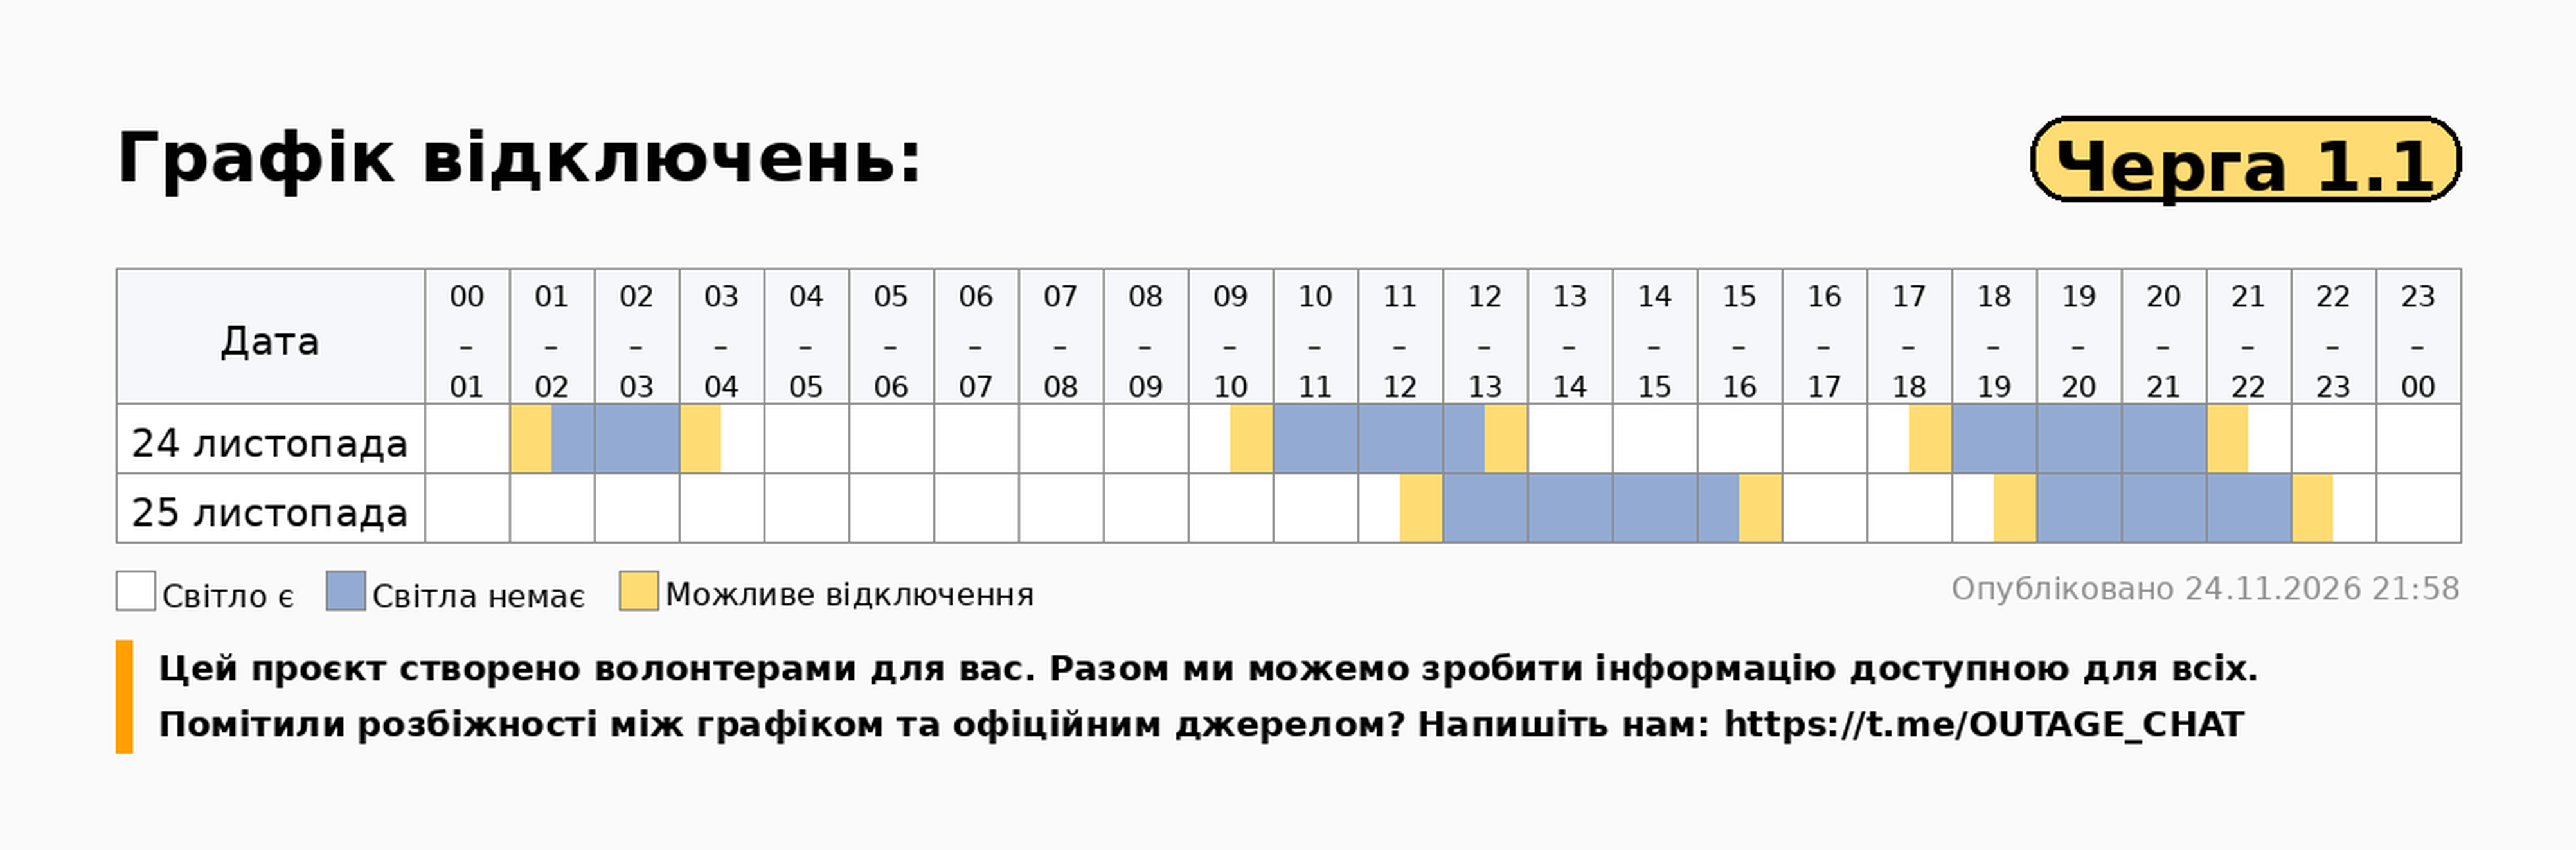 Графік відключень:
Черга 1.1
Дата
00 – 01
01 – 02
02 – 03
03 – 04
04 – 05
05 – 06
06 – 07
07 – 08
08 – 09
09 – 10
10 – 11
11 – 12
12 – 13
13 – 14
14 – 15
15 – 16
16 – 17
17 – 18
18 – 19
19 – 20
20 – 21
21 – 22
22 – 23
23 – 00
24 листопада
25 листопада
Світло є
Світла немає
Можливе відключення
Опубліковано 24.11.2026 21:58
Цей проєкт створено волонтерами для вас. Разом ми можемо зробити інформацію доступною для всіх.
Помітили розбіжності між графіком та офіційним джерелом? Напишіть нам: https://t.me/OUTAGE_CHAT